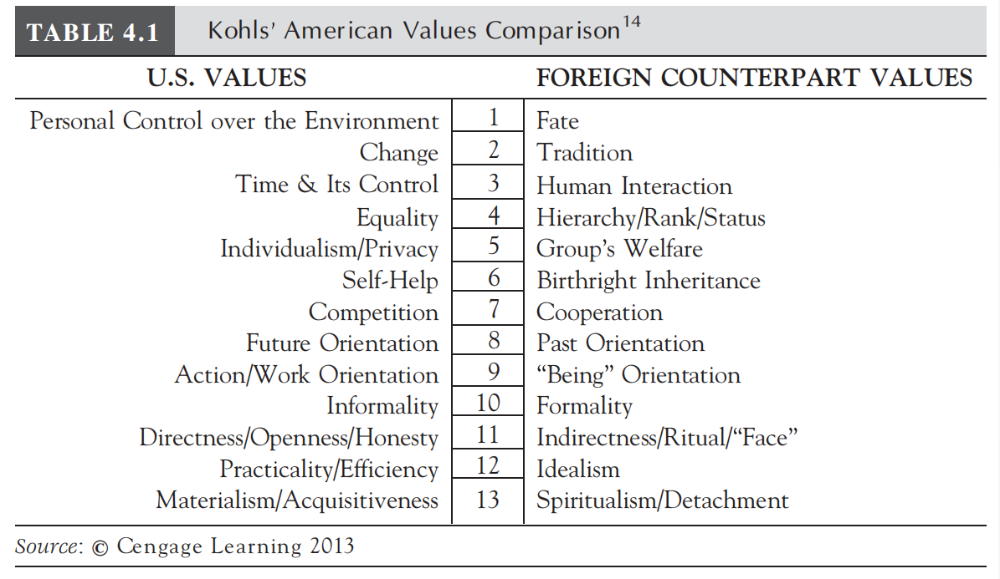 TABLE 4.1 Kohls’ American Values Comparison14
U.S. VALUES FOREIGN COUNTERPART VALUES
Personal Control over the Environment 1 Fate
Change 2 Tradition
Time & Its Control 3 Human Interaction
Equality 4 Hierarchy/Rank/Status
Individualism/Privacy 5 Group’s Welfare
Self-Help 6 Birthright Inheritance
Competition 7 Cooperation
Future Orientation 8 Past Orientation
Action/Work Orientation 9 “Being” Orientation
Informality 10 Formality
Directness/Openness/Honesty 11 Indirectness/Ritual/“Face”
Practicality/Efficiency 12 Idealism
Materialism/Acquisitiveness 13 Spiritualism/Detachment
Source: © Cengage Learning 2013